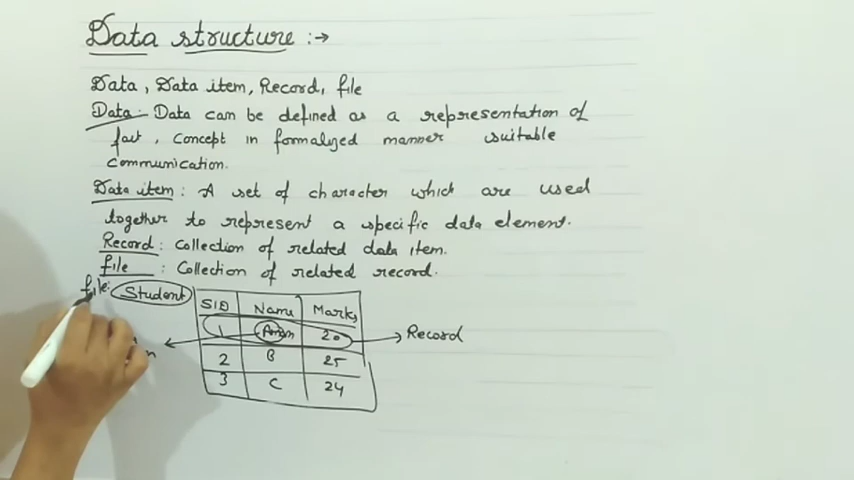 Data structure :→
Data, Data item, Record, file
Data:- Data can be defined as a representation of
fact, concept in formalized manner suitable
communication.
Data item: A set of character which are used
together to represent a specific data element.
Record: Collection of related data item.
file : Collection of related record.
file: Student
SID Name Marks
1 Aman 20 → Record
2 B 25
3 C 24